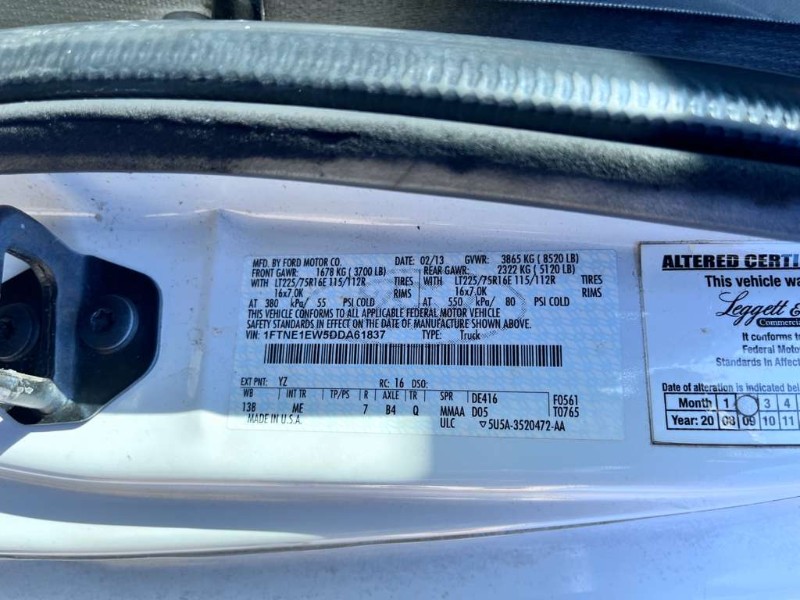 MFD. BY FORD MOTOR CO. DATE: 02/13 GVWR: 3865 KG ( 8520 LB)
FRONT GAWR: 1678 KG ( 3700 LB) REAR GAWR: 2322 KG ( 5120 LB)
WITH LT225/75R16E 115/112R TIRES WITH LT225/75R16E 115/112R TIRES
16x7.0K RIMS 16x7.0K RIMS
AT 380 kPa/ 55 PSI COLD AT 550 kPa/ 80 PSI COLD
THIS VEHICLE CONFORMS TO ALL APPLICABLE FEDERAL MOTOR VEHICLE
SAFETY STANDARDS IN EFFECT ON THE DATE OF MANUFACTURE SHOWN ABOVE.
VIN: 1FTNE1EW5DDA61837 TYPE: Truck
EXT PNT: YZ RC: 16 DSO:
WB TP/PS R AXLE TR SPR DE416 F0561
138 ME 7 B4 Q MMAA D05 T0765
MADE IN U.S.A. ULC ▽5U5A-3520472-AA
ALTERED CERTI
This vehicle wa
Leggett &
Commercia
It conforms to
Federal Moto
Standards In Affect
Date of alteration is indicated below
Month 1 3 4
Year: 20 08 09 10 11